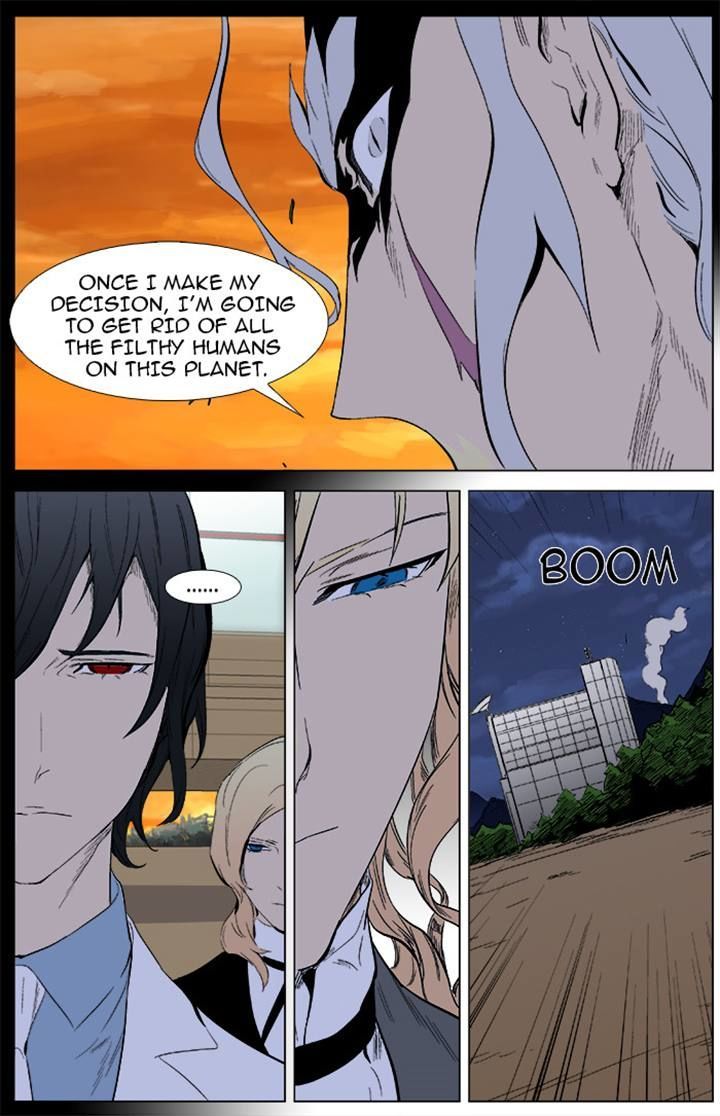 ONCE I MAKE MY
DECISION, I'M GOING
TO GET RID OF ALL
THE FILTHY HUMANS
ON THIS PLANET.
......
BOOM